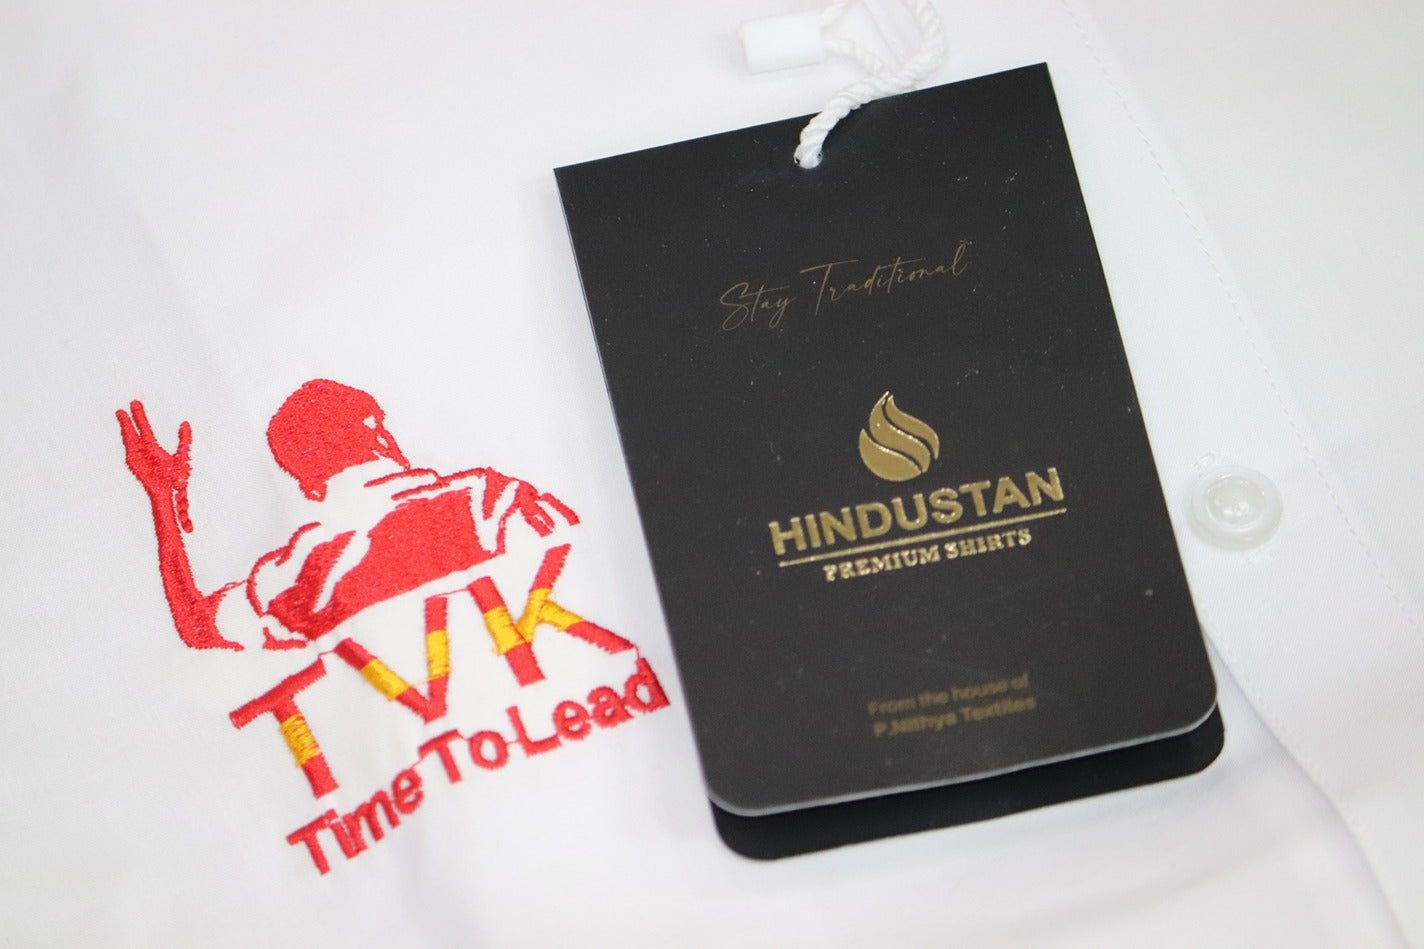 TVK
Time To Lead
Stay Traditional
HINDUSTAN
PREMIUM SHIRTS
From the house of
P.Nithya Textiles